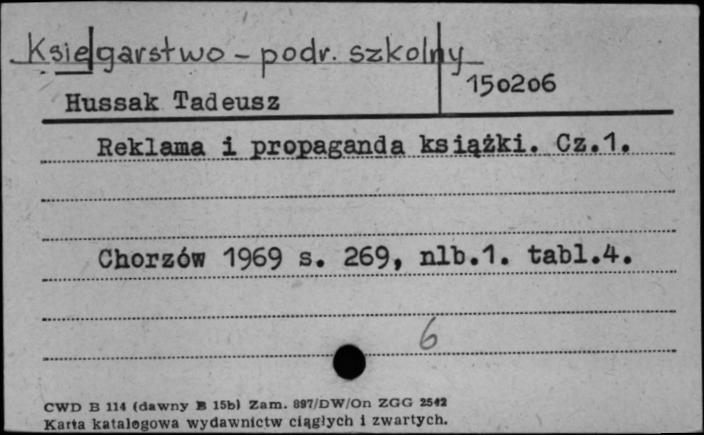 Księgarstwo - podr. szkolny
150206
Hussak Tadeusz
Reklama i propaganda książki. Cz.1.
Chorzów 1969 s. 269, nlb.1. tabl.4.
6
CWD B 114 (dawny B 15b) Zam. 897/DW/On ZGG 2542
Karta katalogowa wydawnictw ciągłych i zwartych.